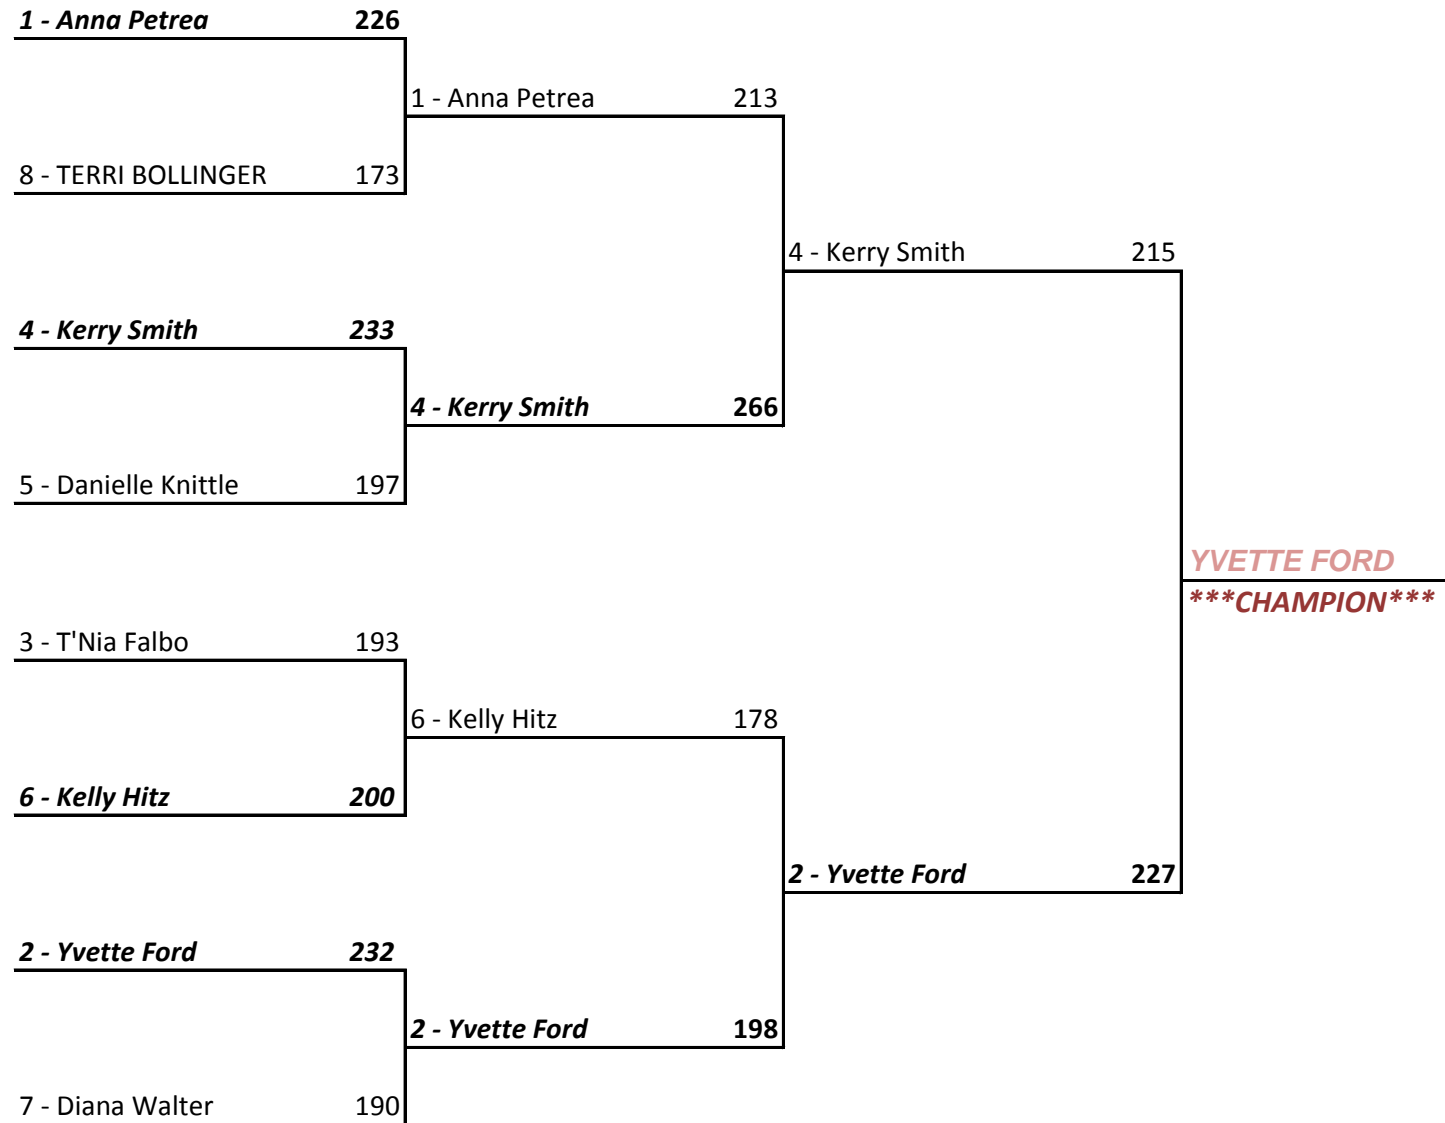 1 - Anna Petrea 226
1 - Anna Petrea 213
8 - TERRI BOLLINGER 173
4 - Kerry Smith 215
4 - Kerry Smith 233
4 - Kerry Smith 266
5 - Danielle Knittle 197
YVETTE FORD
***CHAMPION***
3 - T'Nia Falbo 193
6 - Kelly Hitz 178
6 - Kelly Hitz 200
2 - Yvette Ford 227
2 - Yvette Ford 232
2 - Yvette Ford 198
7 - Diana Walter 190